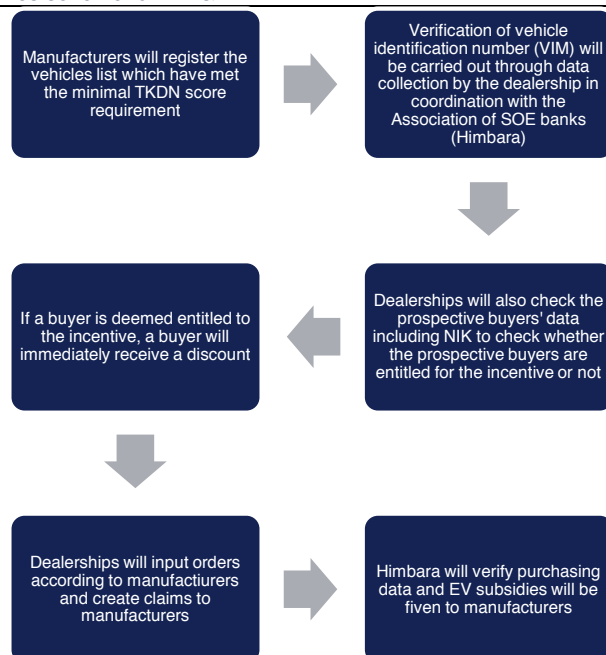 Manufacturers will register the
vehicles list which have met
the minimal TKDN score
requirement
Verification of vehicle
identification number (VIM) will
be carried out through data
collection by the dealership in
coordination with the
Association of SOE banks
(Himbara)
Dealerships will also check the
prospective buyers' data
including NIK to check whether
the prospective buyers are
entitled for the incentive or not
If a buyer is deemed entitled to
the incentive, a buyer will
immediately receive a discount
Dealerships will input orders
according to manufactiurers
and create claims to
manufacturers
Himbara will verify purchasing
data and EV subsidies will be
fiven to manufacturers